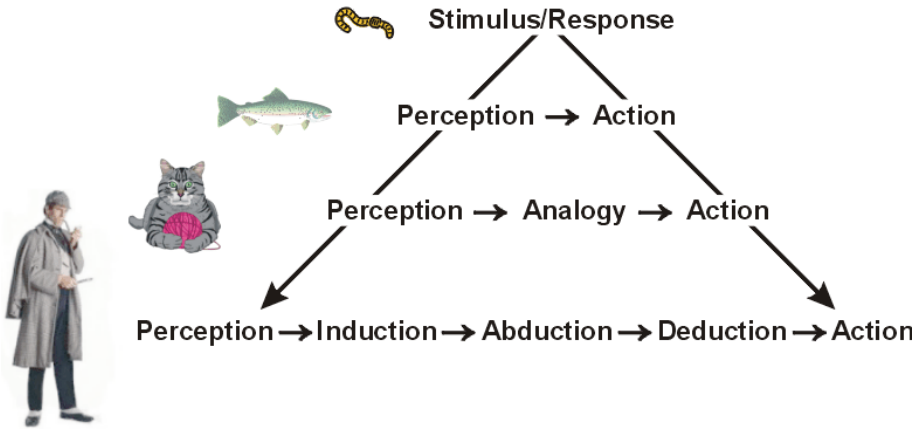 Stimulus/Response
Perception → Action
Perception → Analogy → Action
Perception → Induction → Abduction → Deduction → Action